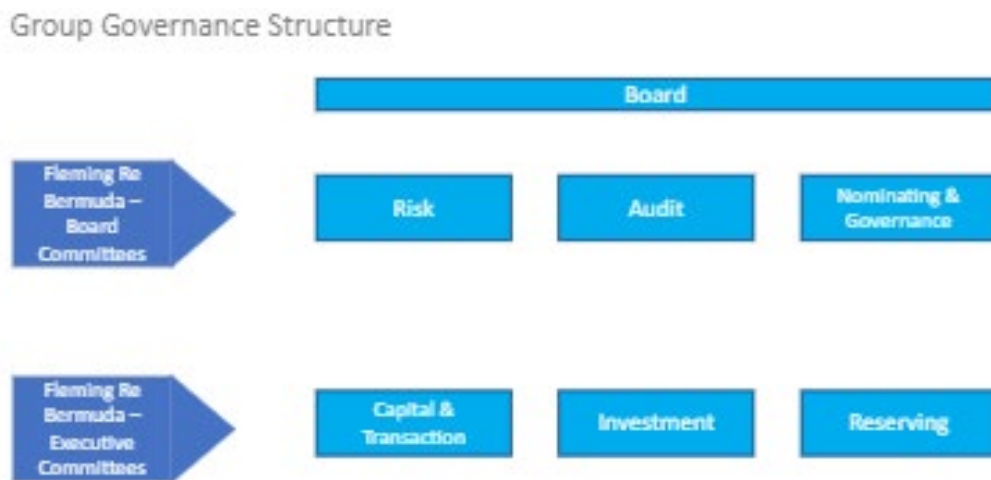 Group Governance Structure
Board
Fleming Re
Bermuda –
Board
Committees
Risk
Audit
Nominating &
Governance
Fleming Re
Bermuda –
Executive
Committees
Capital &
Transaction
Investment
Reserving